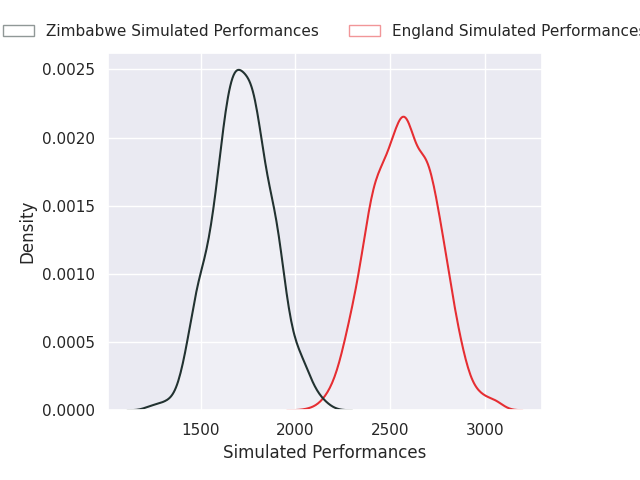 Zimbabwe Simulated Performances
England Simulated Performances
0.0025
0.0020
0.0015
0.0010
0.0005
0.0000
Density
1500 2000 2500 3000
Simulated Performances